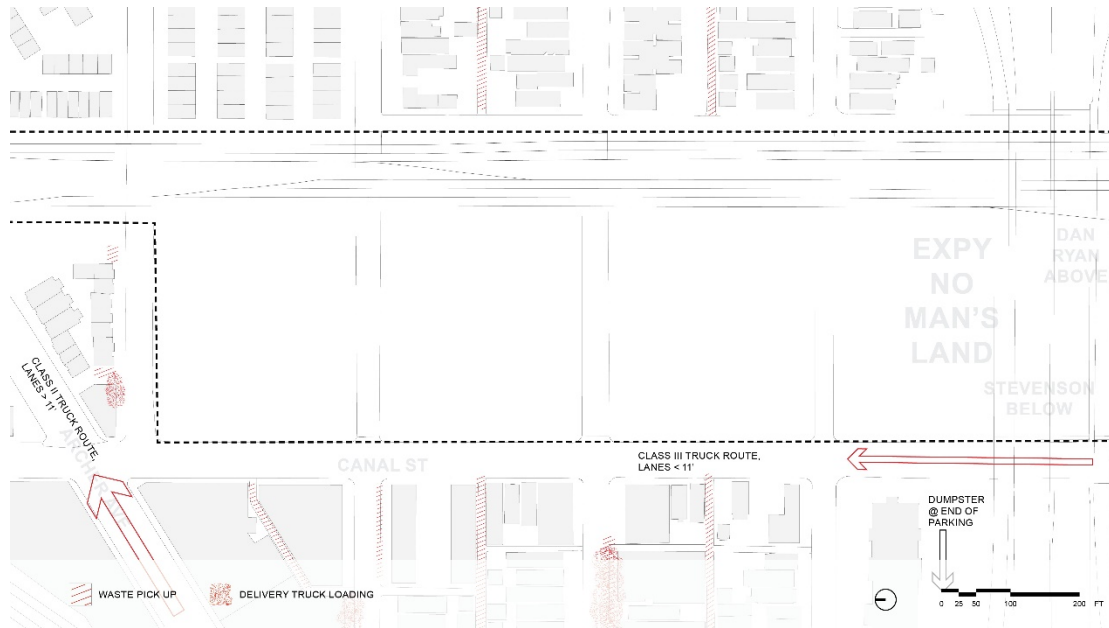 EXPY
NO
MAN'S
LAND
DAN
RYAN
ABOVE
STEVENSON
BELOW
CLASS II TRUCK ROUTE,
LANES > 11'
ARCHER AVE
CANAL ST
CLASS III TRUCK ROUTE,
LANES < 11'
DUMPSTER
@ END OF
PARKING
WASTE PICK UP
DELIVERY TRUCK LOADING
0 25 50 100 200 FT